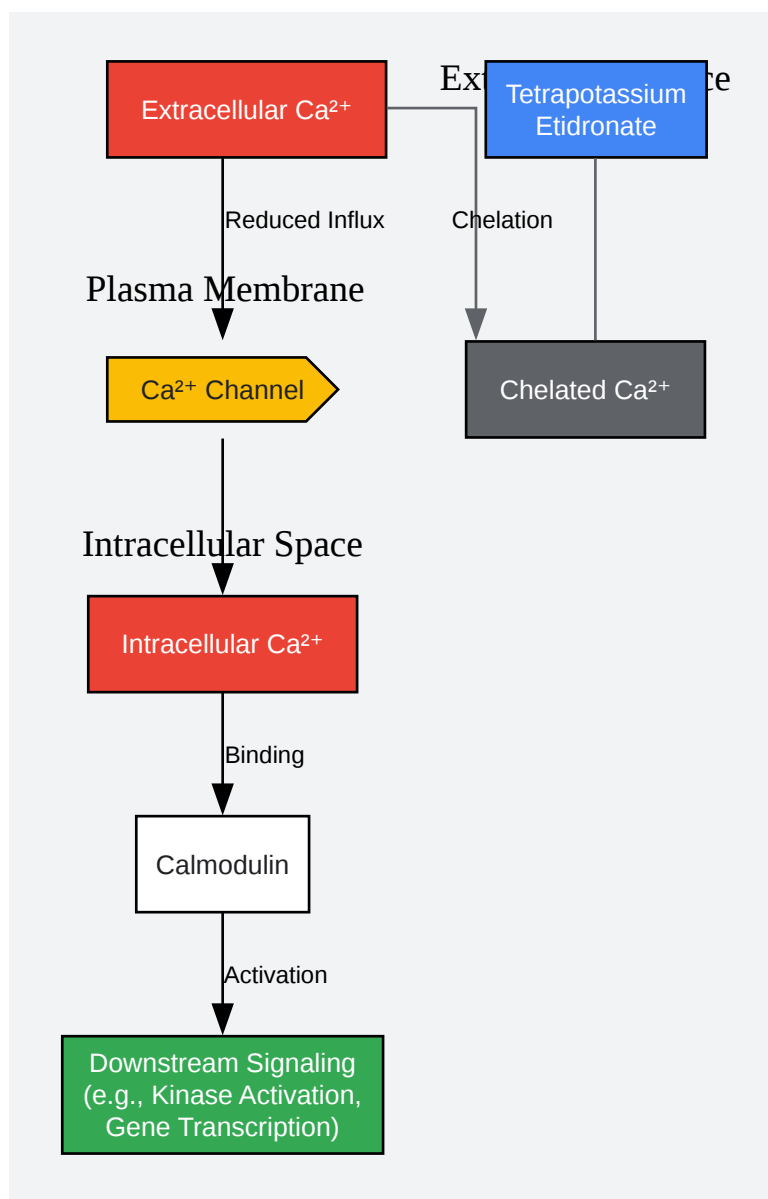 Extracellular Ca²⁺
Tetrapotassium
Etidronate
Reduced Influx
Chelation
Plasma Membrane
Ca²⁺ Channel
Chelated Ca²⁺
Intracellular Space
Intracellular Ca²⁺
Binding
Calmodulin
Activation
Downstream Signaling
(e.g., Kinase Activation,
Gene Transcription)